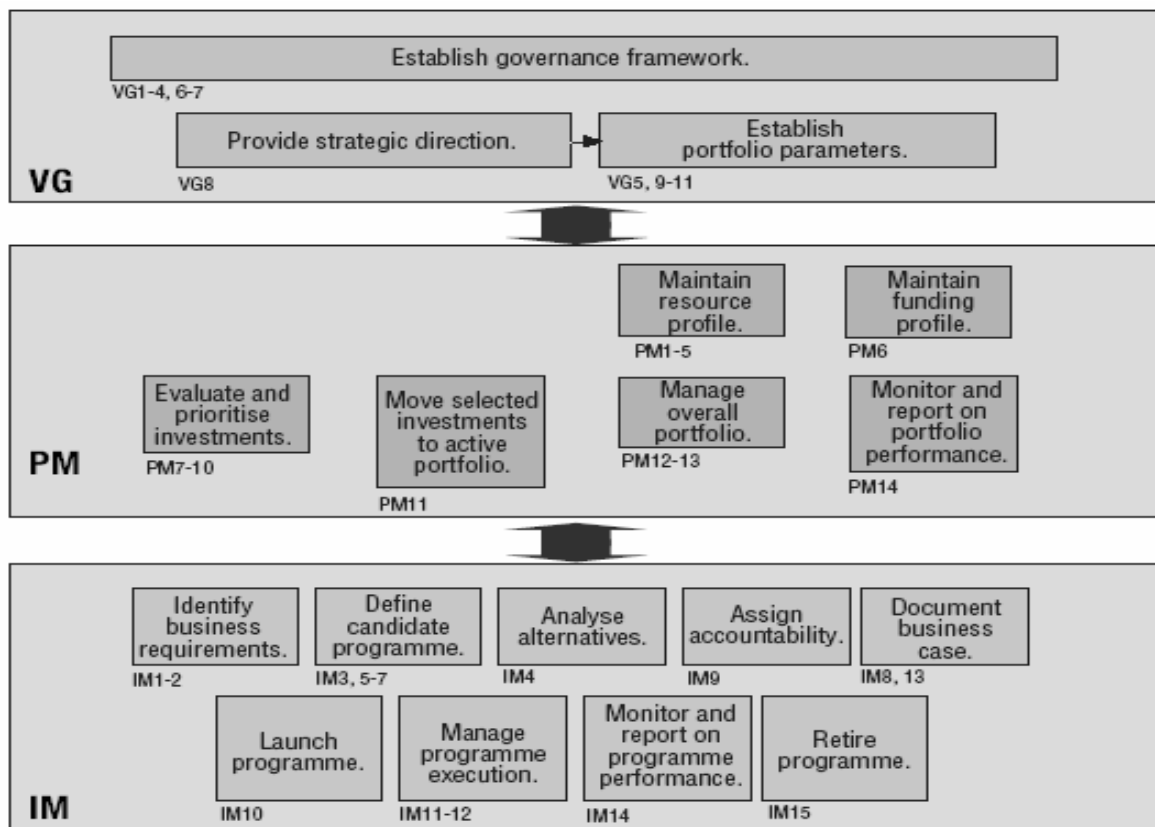 Establish governance framework.
VG1-4, 6-7
Provide strategic direction.
VG8
Establish
portfolio parameters.
VG5, 9-11
VG
Maintain
resource
profile.
PM1-5
Maintain
funding
profile.
PM6
Evaluate and
prioritise
investments.
PM7-10
Move selected
investments
to active
portfolio.
PM11
Manage
overall
portfolio.
PM12-13
Monitor and
report on
portfolio
performance.
PM14
PM
Identify
business
requirements.
IM1-2
Define
candidate
programme.
IM3, 5-7
Analyse
alternatives.
IM4
Assign
accountability.
IM9
Document
business
case.
IM8, 13
Launch
programme.
IM10
Manage
programme
execution.
IM11-12
Monitor and
report on
programme
performance.
IM14
Retire
programme.
IM15
IM